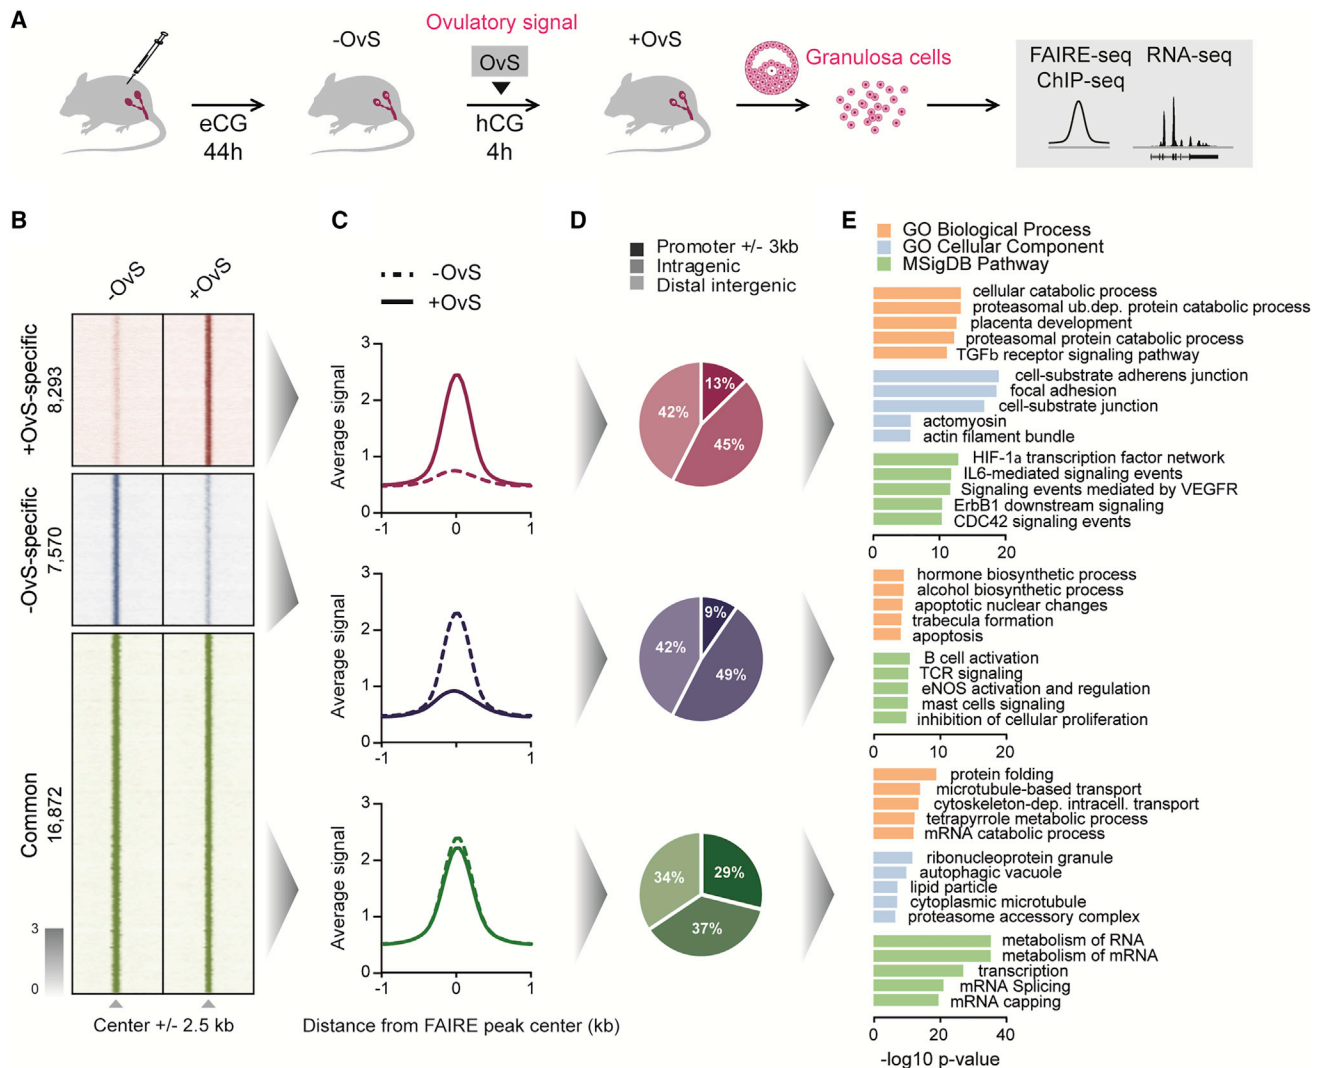 A
Ovulatory signal
-OvS
OvS
+OvS
eCG
44h
hCG
4h
Granulosa cells
FAIRE-seq RNA-seq
ChIP-seq
B
-OvS
+OvS
+OvS-specific
8,293
-OvS-specific
7,570
Common
16,872
3
0
Center +/- 2.5 kb
C
-OvS
+OvS
Average signal
3
2
1
0
-1 0 1
Average signal
3
2
1
0
-1 0 1
Average signal
3
2
1
0
-1 0 1
Distance from FAIRE peak center (kb)
D
Promoter +/- 3kb
Intragenic
Distal intergenic
13%
42%
45%
9%
42%
49%
29%
34%
37%
E
GO Biological Process
GO Cellular Component
MSigDB Pathway
cellular catabolic process
proteasomal ub.dep. protein catabolic process
placenta development
proteasomal protein catabolic process
TGFb receptor signaling pathway
cell-substrate adherens junction
focal adhesion
cell-substrate junction
actomyosin
actin filament bundle
HIF-1a transcription factor network
IL6-mediated signaling events
Signaling events mediated by VEGFR
ErbB1 downstream signaling
CDC42 signaling events
0 10 20
hormone biosynthetic process
alcohol biosynthetic process
apoptotic nuclear changes
trabecula formation
apoptosis
B cell activation
TCR signaling
eNOS activation and regulation
mast cells signaling
inhibition of cellular proliferation
0 10 20
protein folding
microtubule-based transport
cytoskeleton-dep. intracell. transport
tetrapyrrole metabolic process
mRNA catabolic process
ribonucleoprotein granule
autophagic vacuole
lipid particle
cytoplasmic microtubule
proteasome accessory complex
metabolism of RNA
metabolism of mRNA
transcription
mRNA Splicing
mRNA capping
0 20 40
-log10 p-value